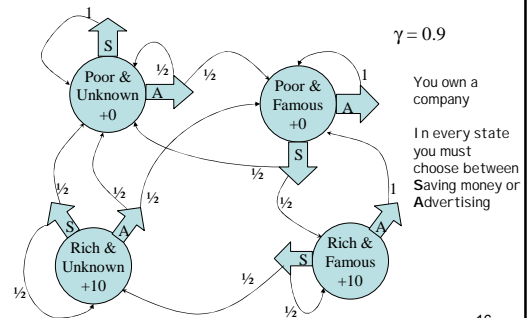 γ = 0.9
You own a
company
In every state
you must
choose between
Saving money or
Advertising
1
S
Poor &
Unknown
+0
A
½
½
Poor &
Famous
+0
A
1
S
½
½
½
½
½
S
Rich &
Unknown
+10
A
½
½
S
Rich &
Famous
+10
A
1
½